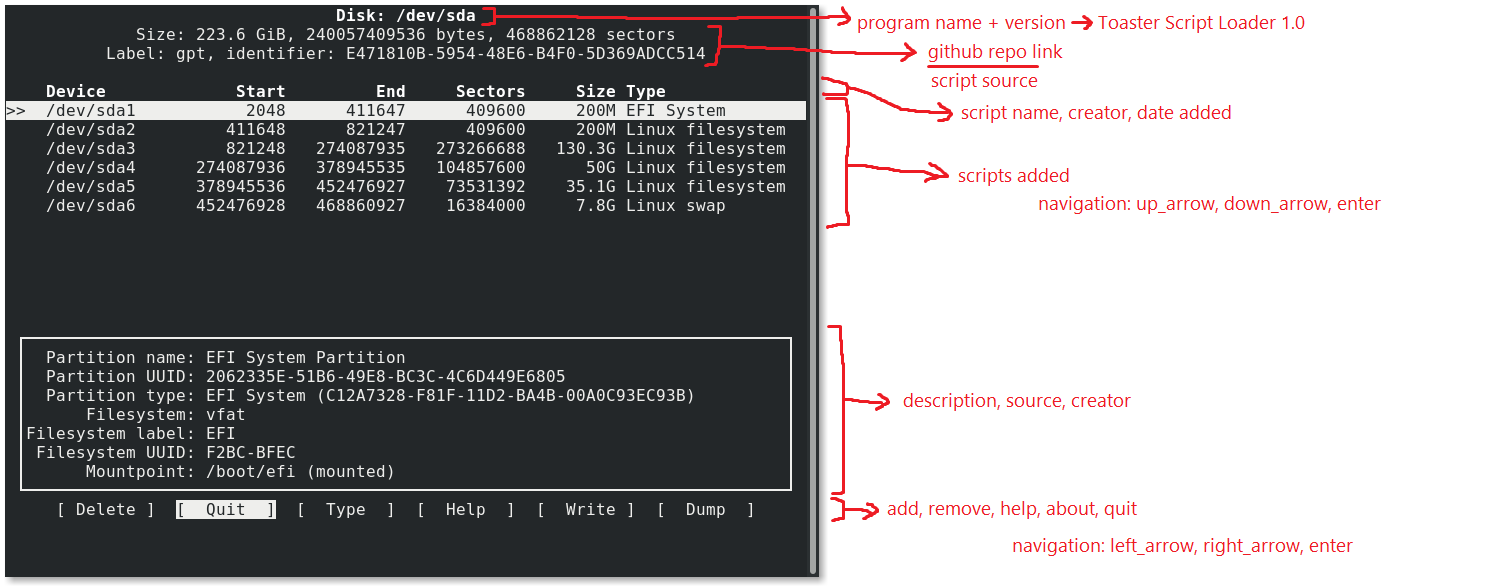 Disk: /dev/sda
Size: 223.6 GiB, 240057409536 bytes, 468862128 sectors
Label: gpt, identifier: E471810B-5954-48E6-B4F0-5D369ADCC514
program name + version → Toaster Script Loader 1.0
github repo link
script source
Device Start End Sectors Size Type
>> /dev/sda1 2048 411647 409600 200M EFI System
script name, creator, date added
/dev/sda2 411648 821247 409600 200M Linux filesystem
/dev/sda3 821248 274087935 273266688 130.3G Linux filesystem
/dev/sda4 274087936 378945535 104857600 50G Linux filesystem
/dev/sda5 378945536 452476927 73531392 35.1G Linux filesystem
/dev/sda6 452476928 468860927 16384000 7.8G Linux swap
scripts added
navigation: up_arrow, down_arrow, enter
Partition name: EFI System Partition
Partition UUID: 2062335E-51B6-49E8-BC3C-4C6D449E6805
Partition type: EFI System (C12A7328-F81F-11D2-BA4B-00A0C93EC93B)
Filesystem: vfat
Filesystem label: EFI
Filesystem UUID: F2BC-BFEC
Mountpoint: /boot/efi (mounted)
description, source, creator
[ Delete ] [ Quit ] [ Type ] [ Help ] [ Write ] [ Dump ]
add, remove, help, about, quit
navigation: left_arrow, right_arrow, enter